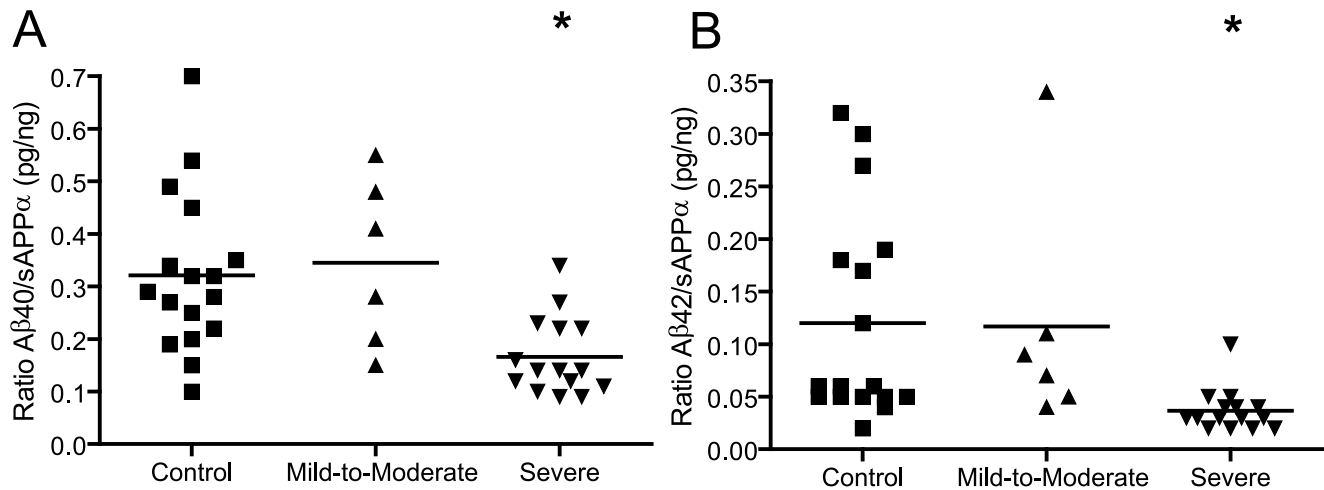 A
*
Ratio Aβ40/sAPPα (pg/ng)
0.7
0.6
0.5
0.4
0.3
0.2
0.1
0.0
Control
Mild-to-Moderate
Severe
B
*
Ratio Aβ42/sAPPα (pg/ng)
0.35
0.30
0.25
0.20
0.15
0.10
0.05
0.00
Control
Mild-to-Moderate
Severe